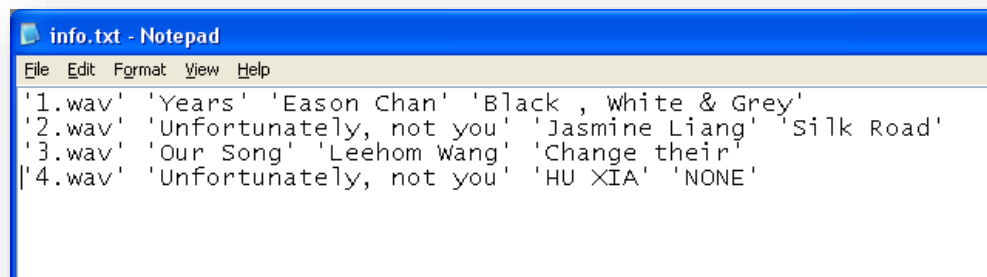 info.txt - Notepad
File Edit Format View Help
'1.wav' 'Years' 'Eason Chan' 'Black , White & Grey'
'2.wav' 'Unfortunately, not you' 'Jasmine Liang' 'Silk Road'
'3.wav' 'Our Song' 'Leehom Wang' 'Change their'
'4.wav' 'Unfortunately, not you' 'HU XIA' 'NONE'